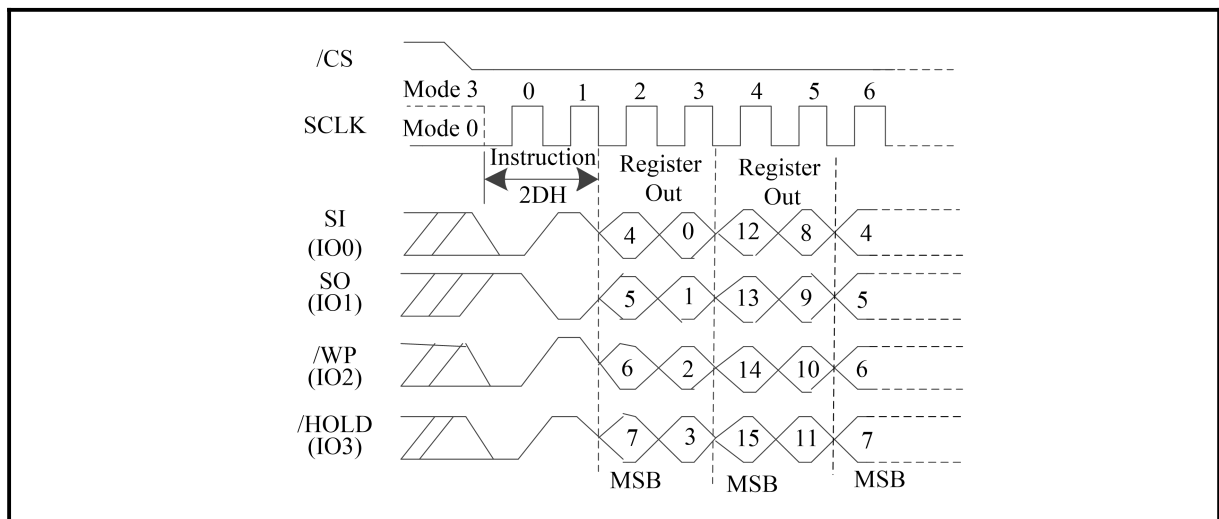 /CS
Mode 3
0 1 2 3 4 5 6
SCLK
Mode 0
Instruction
2DH
Register
Out
Register
Out
SI
(IO0)
4 0 12 8 4
SO
(IO1)
5 1 13 9 5
/WP
(IO2)
6 2 14 10 6
/HOLD
(IO3)
7 3 15 11 7
MSB MSB MSB